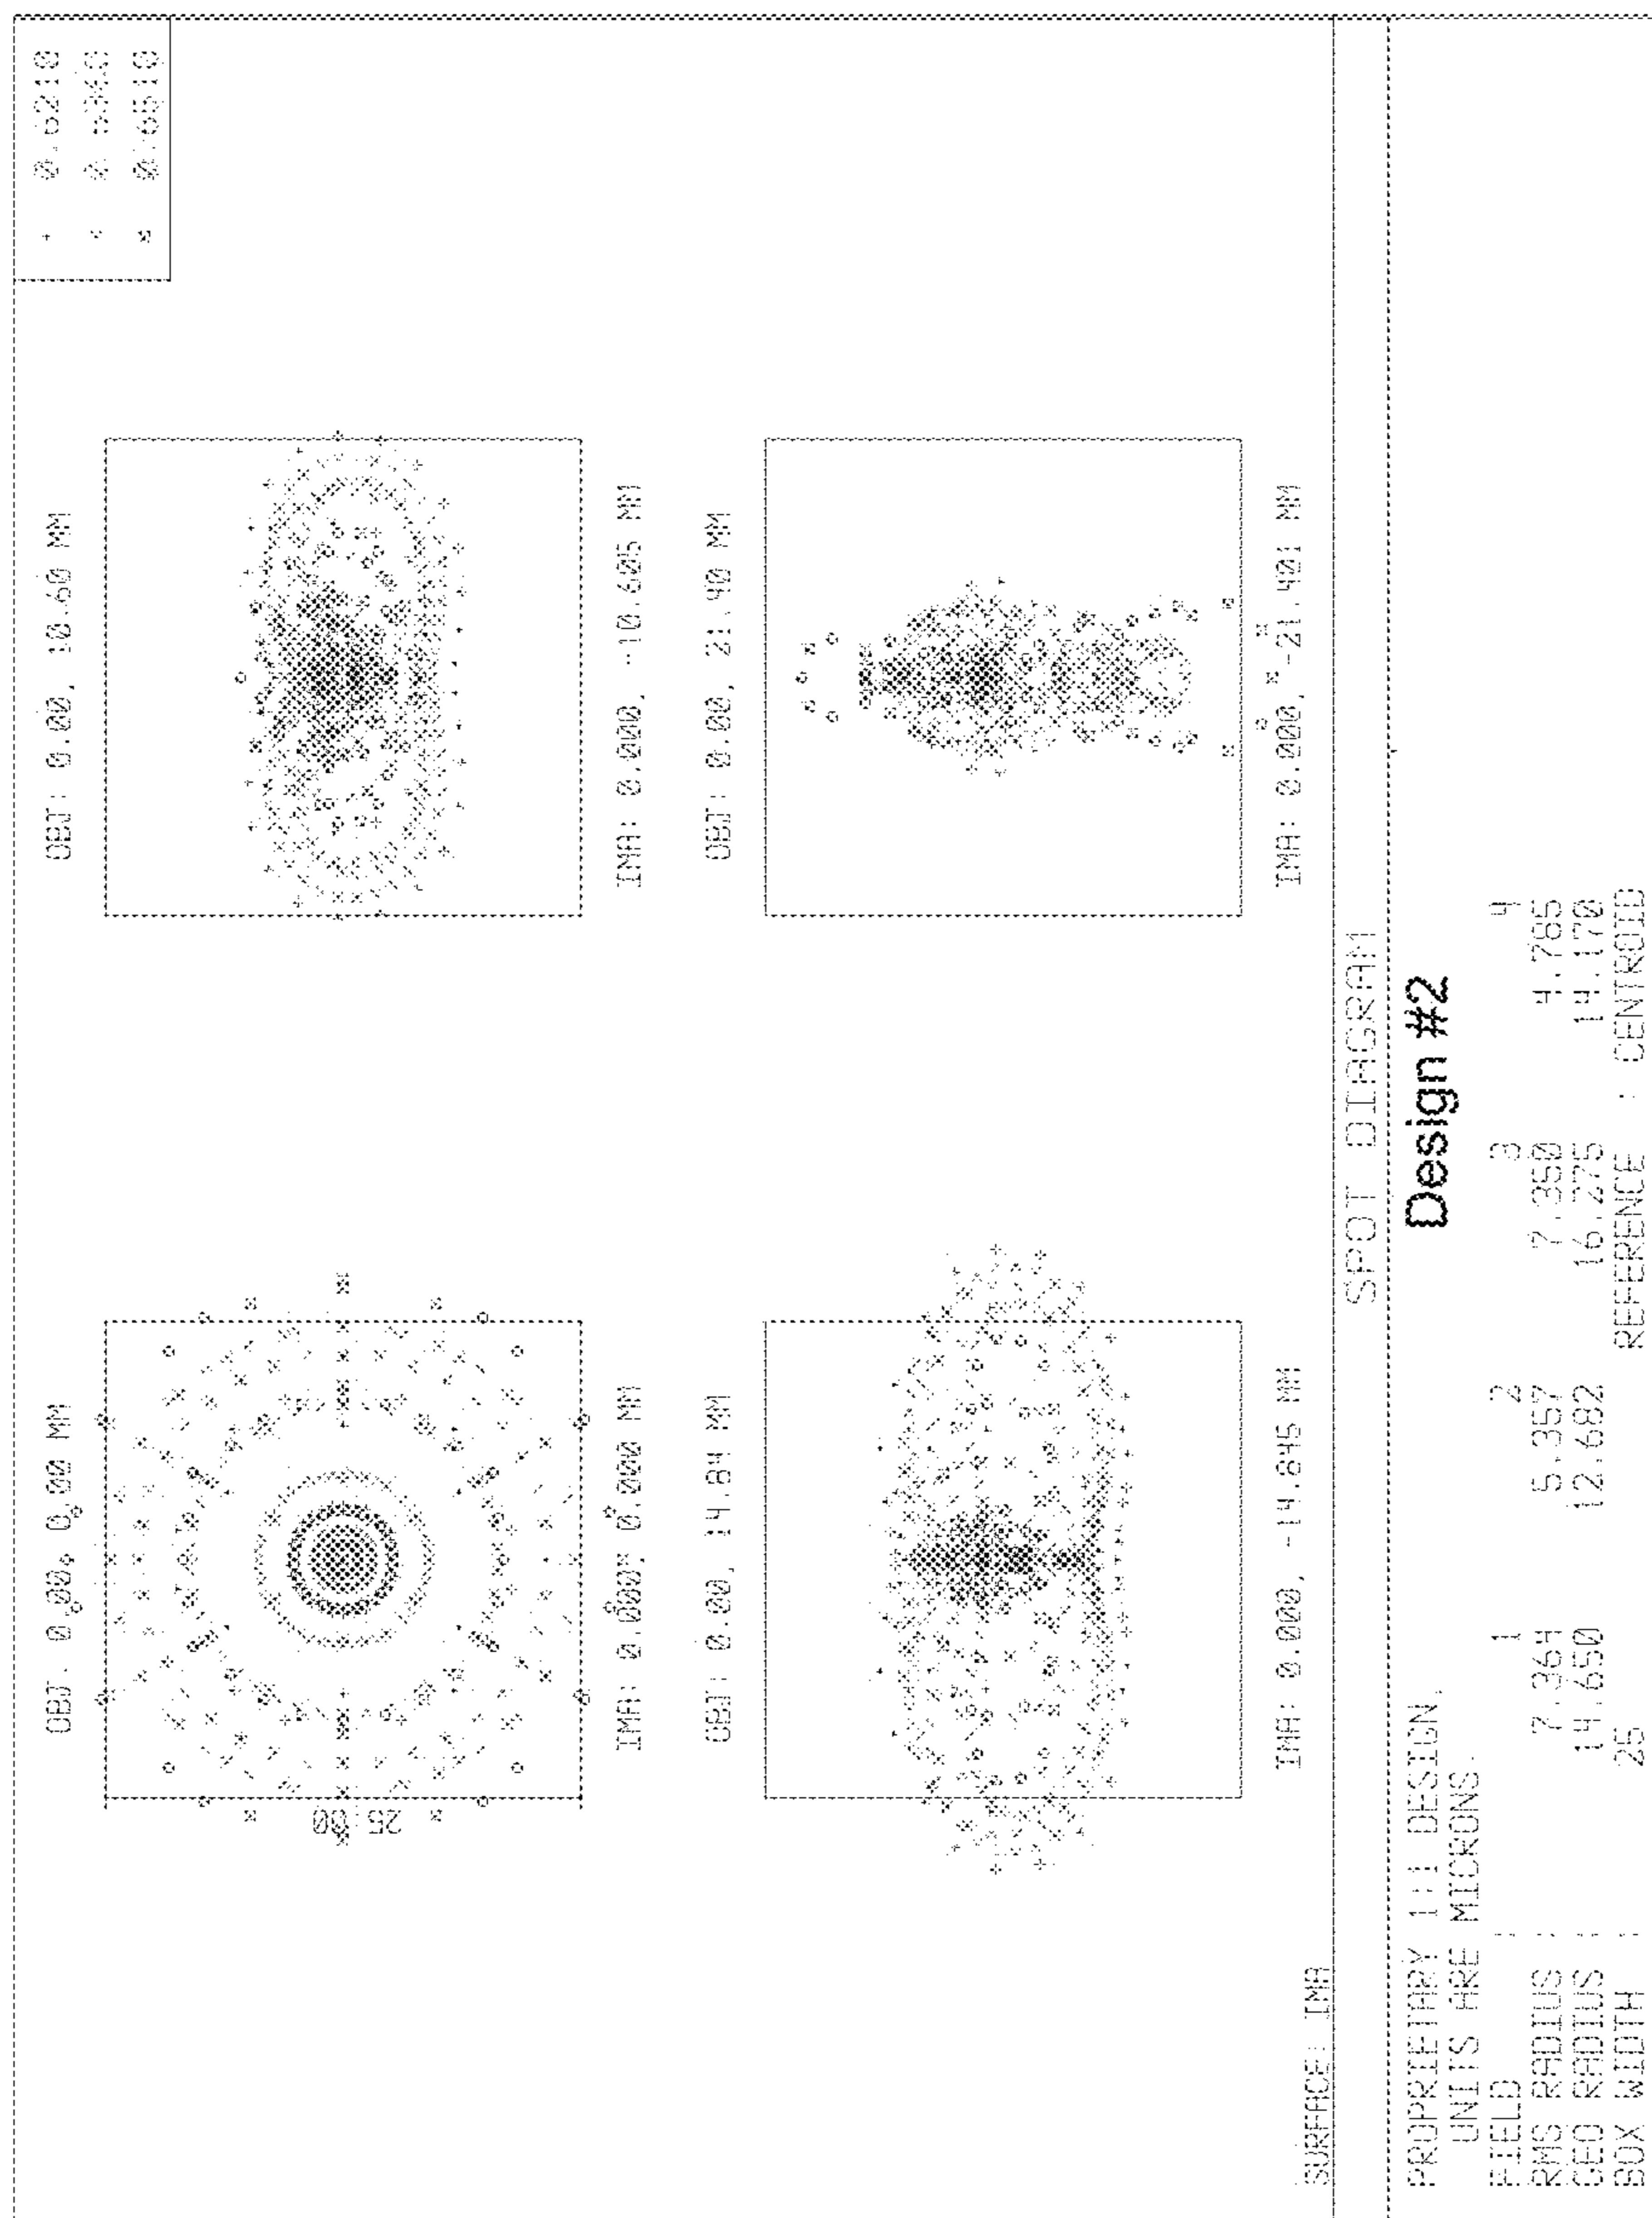 + 0.6210
0.6510
OBJ: 0.00, 0.00 MM
OBJ: 0.00, 10.60 MM
25.00
IMA: 0.000, 0.000 MM
IMA: 0.000, -10.605 MM
OBJ: 0.00, 14.84 MM
OBJ: 0.00, 21.40 MM
IMA: 0.000, -14.845 MM
IMA: 0.000, -21.401 MM
SURFACE: IMA
SPOT DIAGRAM
Design #2
PROPRIETARY 1:1 DESIGN.
UNITS ARE MICRONS.
FIELD : 1 2 3 4
RMS RADIUS : 7.364 5.357 7.350 4.785
GEO RADIUS : 14.650 12.682 16.275 14.170
BOX WIDTH : 25 REFERENCE : CENTROID